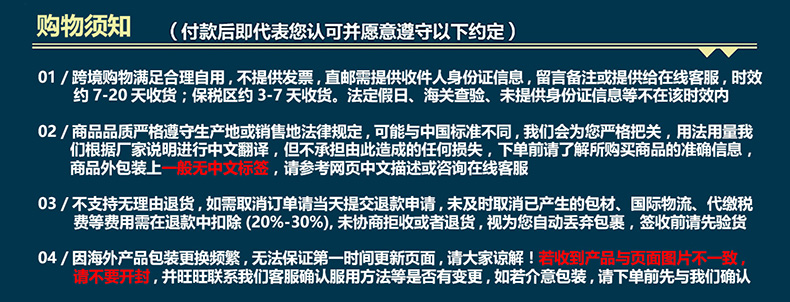 购物须知 （付款后即代表您认可并愿意遵守以下约定）
01 / 跨境购物满足合理自用，不提供发票，直邮需提供收件人身份证信息，留言备注或提供给在线客服，时效
约 7-20 天收货；保税区约 3-7 天收货。法定假日、海关查验、未提供身份证信息等不在该时效内
02 / 商品品质严格遵守生产地或销售地法律规定，可能与中国标准不同，我们会为您严格把关，用法用量我
们根据厂家说明进行中文翻译，但不承担由此造成的任何损失，下单前请了解所购买商品的准确信息，
商品外包装上一般无中文标签，请参考网页中文描述或咨询在线客服
03 / 不支持无理由退货，如需取消订单请当天提交退款申请，未及时取消已产生的包材、国际物流、代缴税
费等费用需在退款中扣除 (20%-30%), 未协商拒收或者退货，视为您自动丢弃包裹，签收前请先验货
04 / 因海外产品包装更换频繁，无法保证第一时间更新页面，请大家谅解！若收到产品与页面图片不一致，
请不要开封，并旺旺联系我们客服确认服用方法等是否有变更，如若介意包装，请下单前先与我们确认